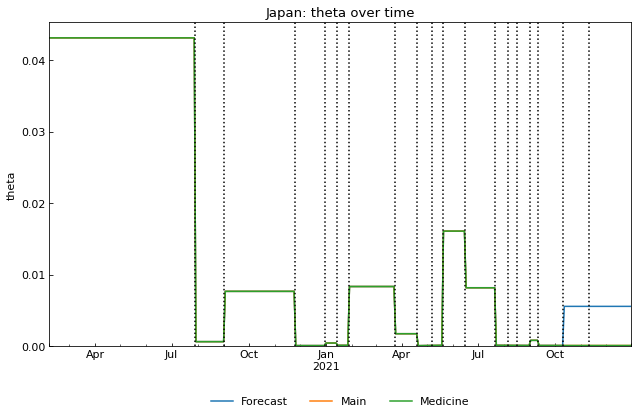 Japan: theta over time
0.04
0.03
0.02
0.01
0.00
theta
Apr
Jul
Oct
Jan
2021
Apr
Jul
Oct
Forecast
Main
Medicine